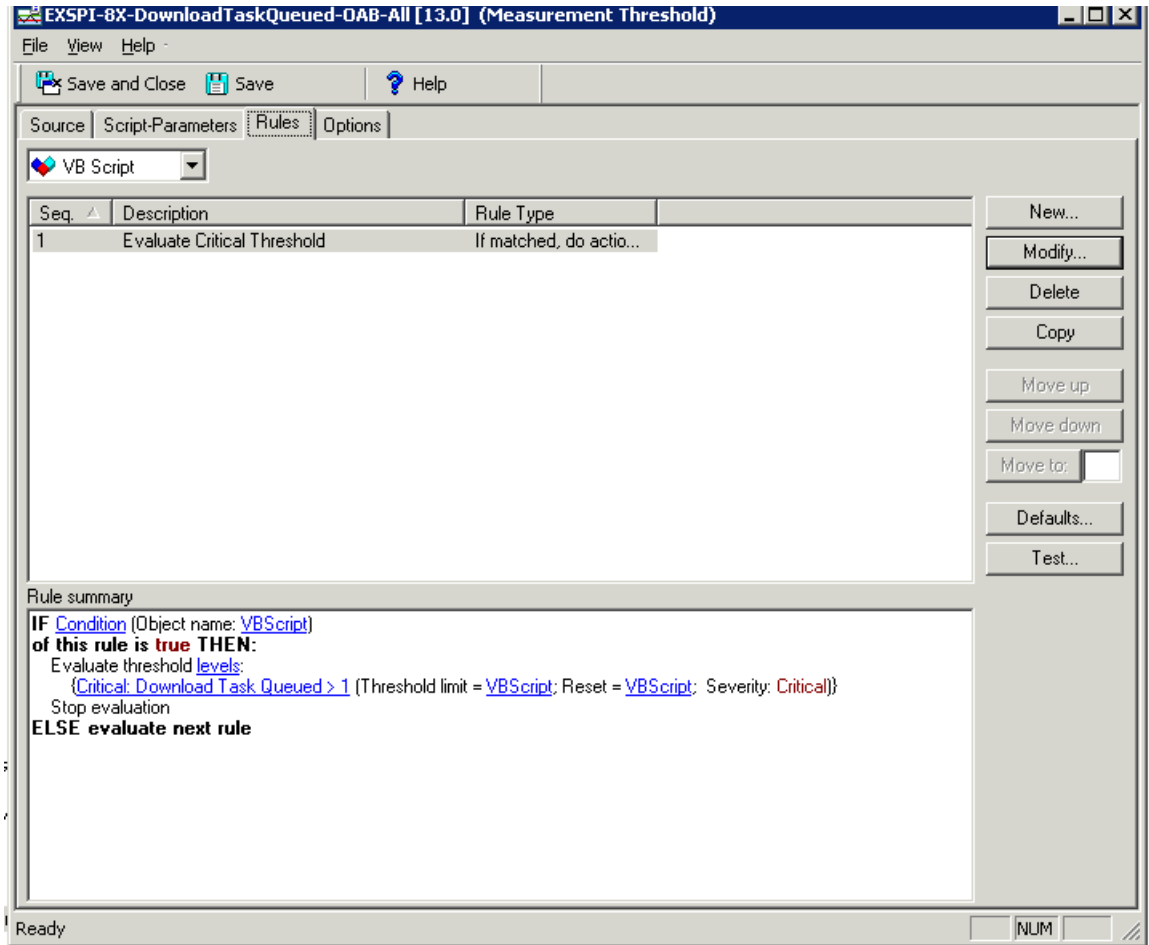 EXSPI-8X-DownloadTaskQueued-OAB-All [13.0] (Measurement Threshold)
File View Help
Save and Close Save Help
Source Script-Parameters Rules Options
VB Script
Seq. Description Rule Type
1 Evaluate Critical Threshold If matched, do actio...
New...
Modify...
Delete
Copy
Move up
Move down
Move to:
Defaults...
Test...
Rule summary
IF Condition (Object name: VBScript)
of this rule is true THEN:
Evaluate threshold levels:
{Critical: Download Task Queued > 1 (Threshold limit = VBScript; Reset = VBScript; Severity: Critical)}
Stop evaluation
ELSE evaluate next rule
Ready NUM